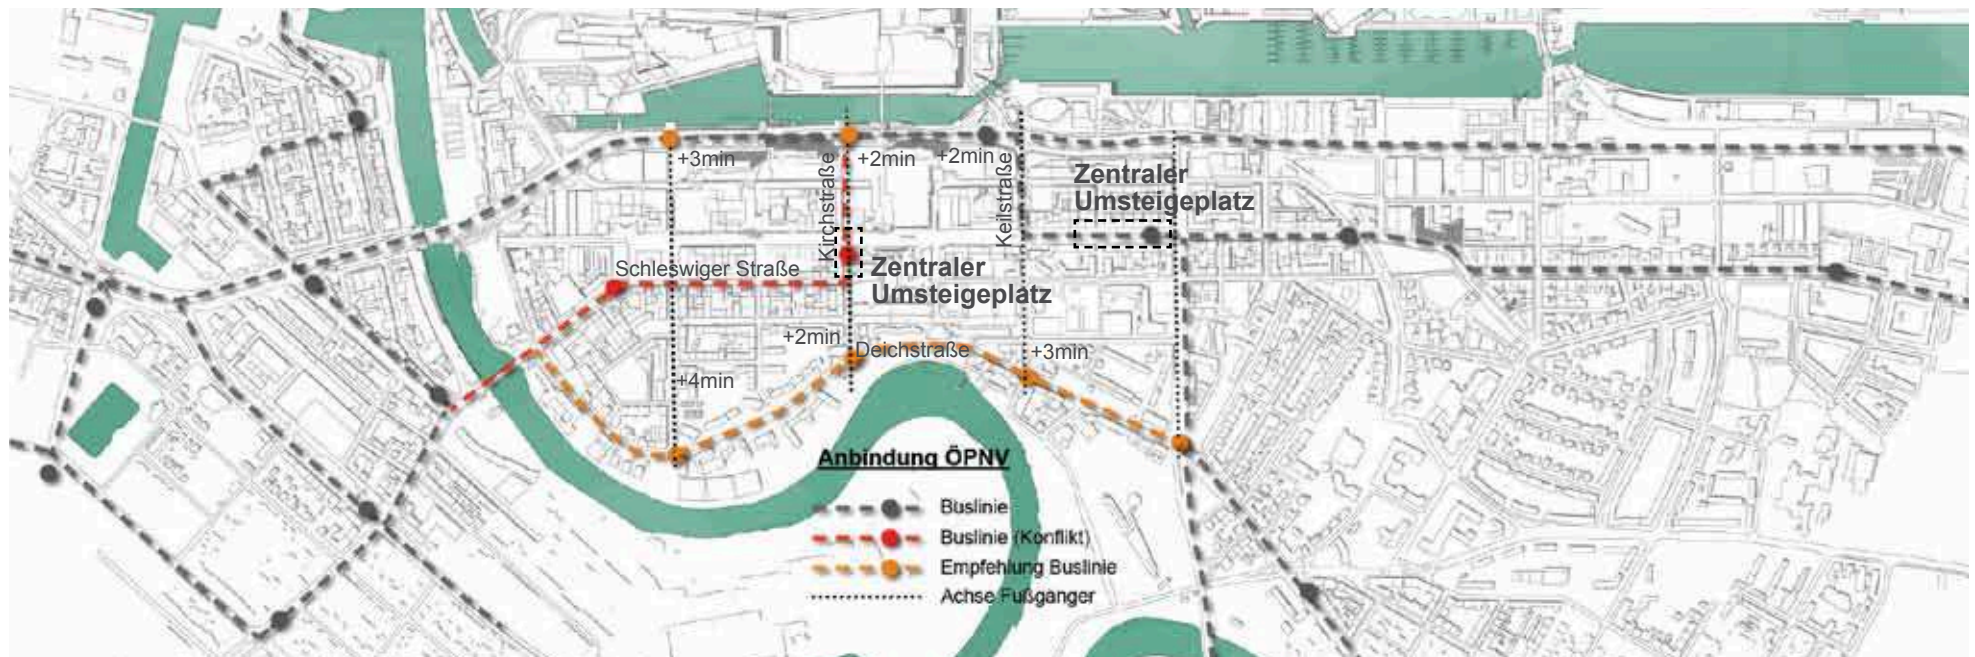 +3min
+2min
+2min
Kirchstraße
Keilstraße
Zentraler
Umsteigeplatz
Schleswiger Straße
Zentraler
Umsteigeplatz
+2min
Deichstraße
+3min
+4min
Anbindung ÖPNV
Buslinie
Buslinie (Konflikt)
Empfehlung Buslinie
Achse Fußgänger